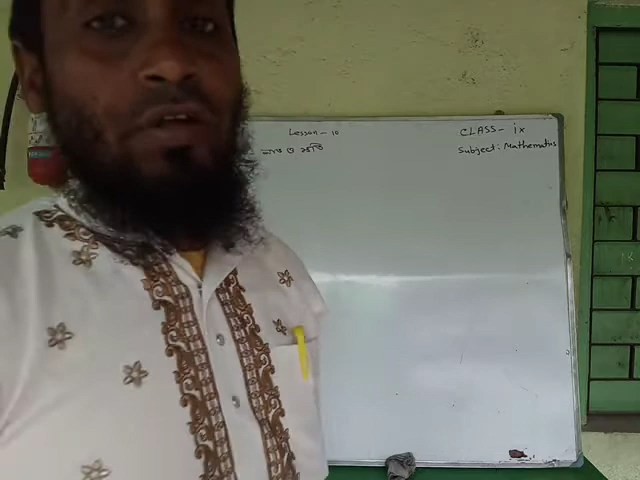 Lesson - 10
CLASS - ix
Subject: Mathematics
ও